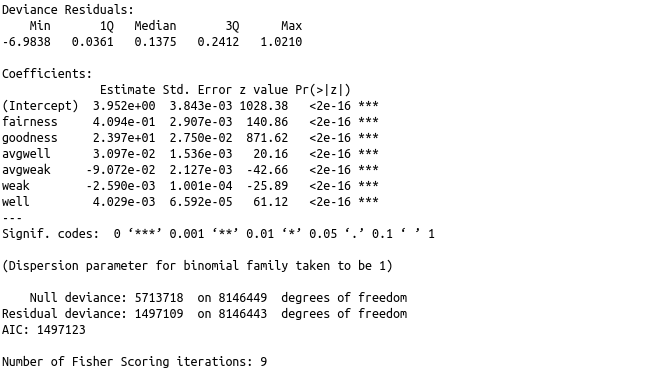 Deviance Residuals:
    Min       1Q   Median       3Q      Max
-6.9838   0.0361   0.1375   0.2412   1.0210

Coefficients:
              Estimate Std. Error z value Pr(>|z|)
(Intercept)  3.952e+00  3.843e-03 1028.38   <2e-16 ***
fairness     4.094e-01  2.907e-03  140.86   <2e-16 ***
goodness     2.397e+01  2.750e-02  871.62   <2e-16 ***
avgwell      3.097e-02  1.536e-03   20.16   <2e-16 ***
avgweak     -9.072e-02  2.127e-03  -42.66   <2e-16 ***
weak        -2.590e-03  1.001e-04  -25.89   <2e-16 ***
well         4.029e-03  6.592e-05   61.12   <2e-16 ***
---
Signif. codes:  0 ‘***’ 0.001 ‘**’ 0.01 ‘*’ 0.05 ‘.’ 0.1 ‘ ’ 1

(Dispersion parameter for binomial family taken to be 1)

    Null deviance: 5713718  on 8146449  degrees of freedom
Residual deviance: 1497109  on 8146443  degrees of freedom
AIC: 1497123

Number of Fisher Scoring iterations: 9